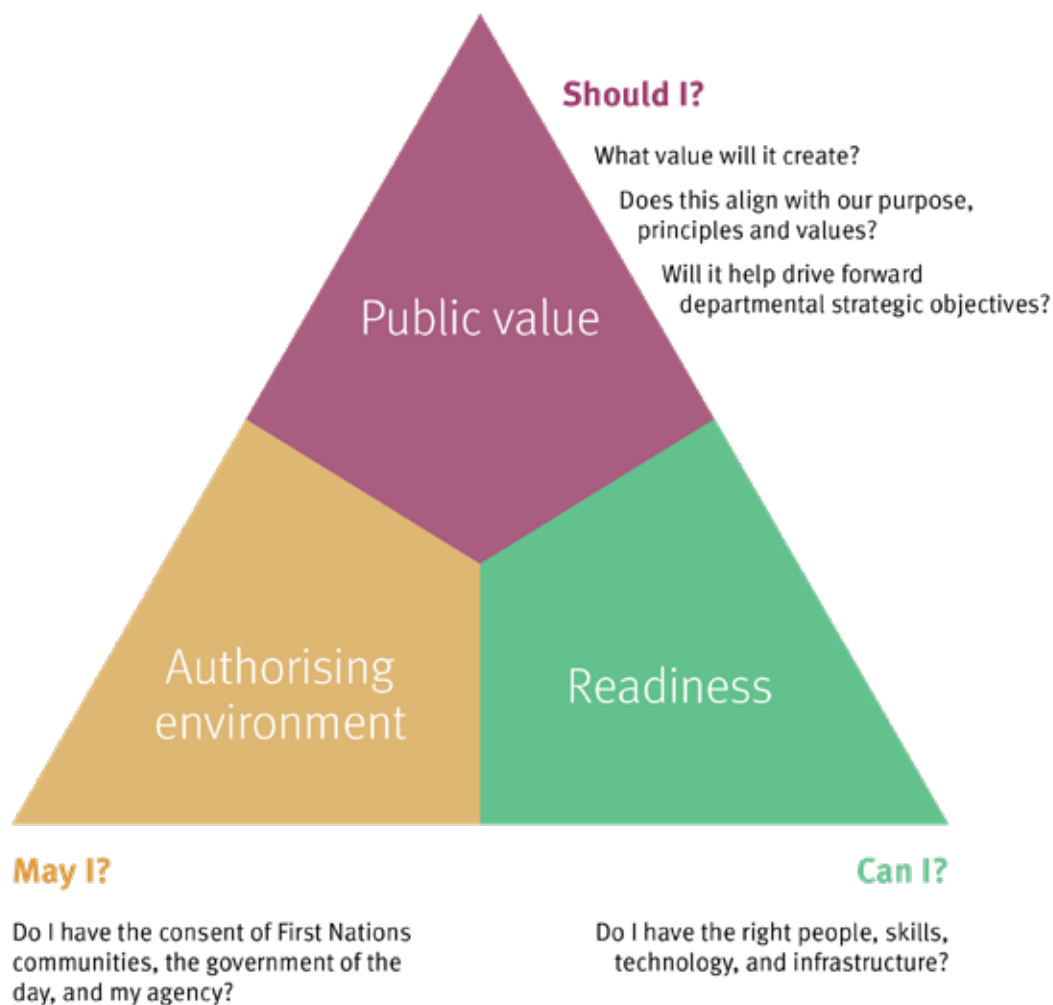 Should I?
What value will it create?
Does this align with our purpose,
principles and values?
Will it help drive forward
departmental strategic objectives?
Public value
Authorising
environment
Readiness
May I?
Do I have the consent of First Nations
communities, the government of the
day, and my agency?
Can I?
Do I have the right people, skills,
technology, and infrastructure?